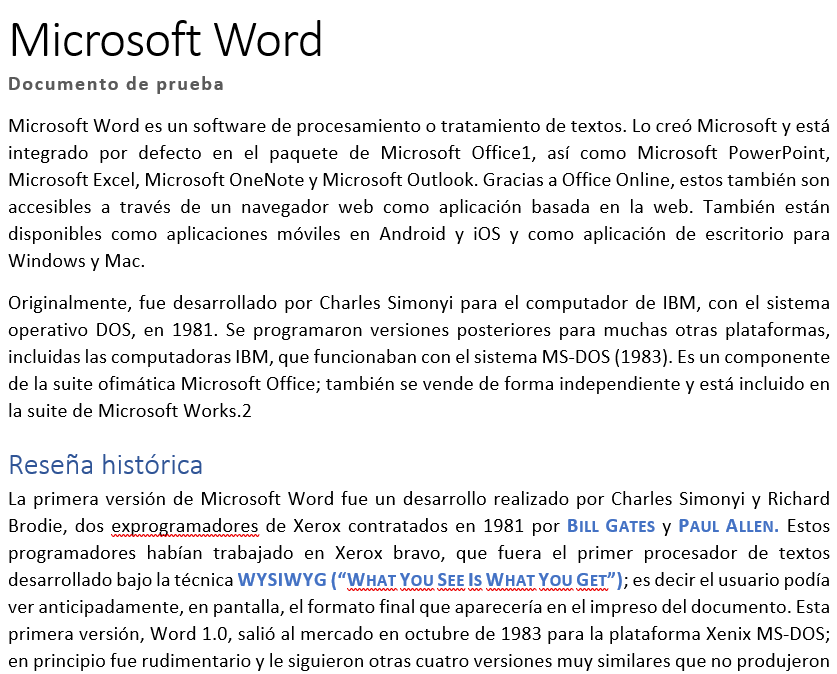 Microsoft Word
Documento de prueba
Microsoft Word es un software de procesamiento o tratamiento de textos. Lo creó Microsoft y está
integrado por defecto en el paquete de Microsoft Office1, así como Microsoft PowerPoint,
Microsoft Excel, Microsoft OneNote y Microsoft Outlook. Gracias a Office Online, estos también son
accesibles a través de un navegador web como aplicación basada en la web. También están
disponibles como aplicaciones móviles en Android y iOS y como aplicación de escritorio para
Windows y Mac.
Originalmente, fue desarrollado por Charles Simonyi para el computador de IBM, con el sistema
operativo DOS, en 1981. Se programaron versiones posteriores para muchas otras plataformas,
incluidas las computadoras IBM, que funcionaban con el sistema MS-DOS (1983). Es un componente
de la suite ofimática Microsoft Office; también se vende de forma independiente y está incluido en
la suite de Microsoft Works.2
Reseña histórica
La primera versión de Microsoft Word fue un desarrollo realizado por Charles Simonyi y Richard
Brodie, dos exprogramadores de Xerox contratados en 1981 por BILL GATES y PAUL ALLEN. Estos
programadores habían trabajado en Xerox bravo, que fuera el primer procesador de textos
desarrollado bajo la técnica WYSIWYG (“WHAT YOU SEE IS WHAT YOU GET”); es decir el usuario podía
ver anticipadamente, en pantalla, el formato final que aparecería en el impreso del documento. Esta
primera versión, Word 1.0, salió al mercado en octubre de 1983 para la plataforma Xenix MS-DOS;
en principio fue rudimentario y le siguieron otras cuatro versiones muy similares que no produjeron